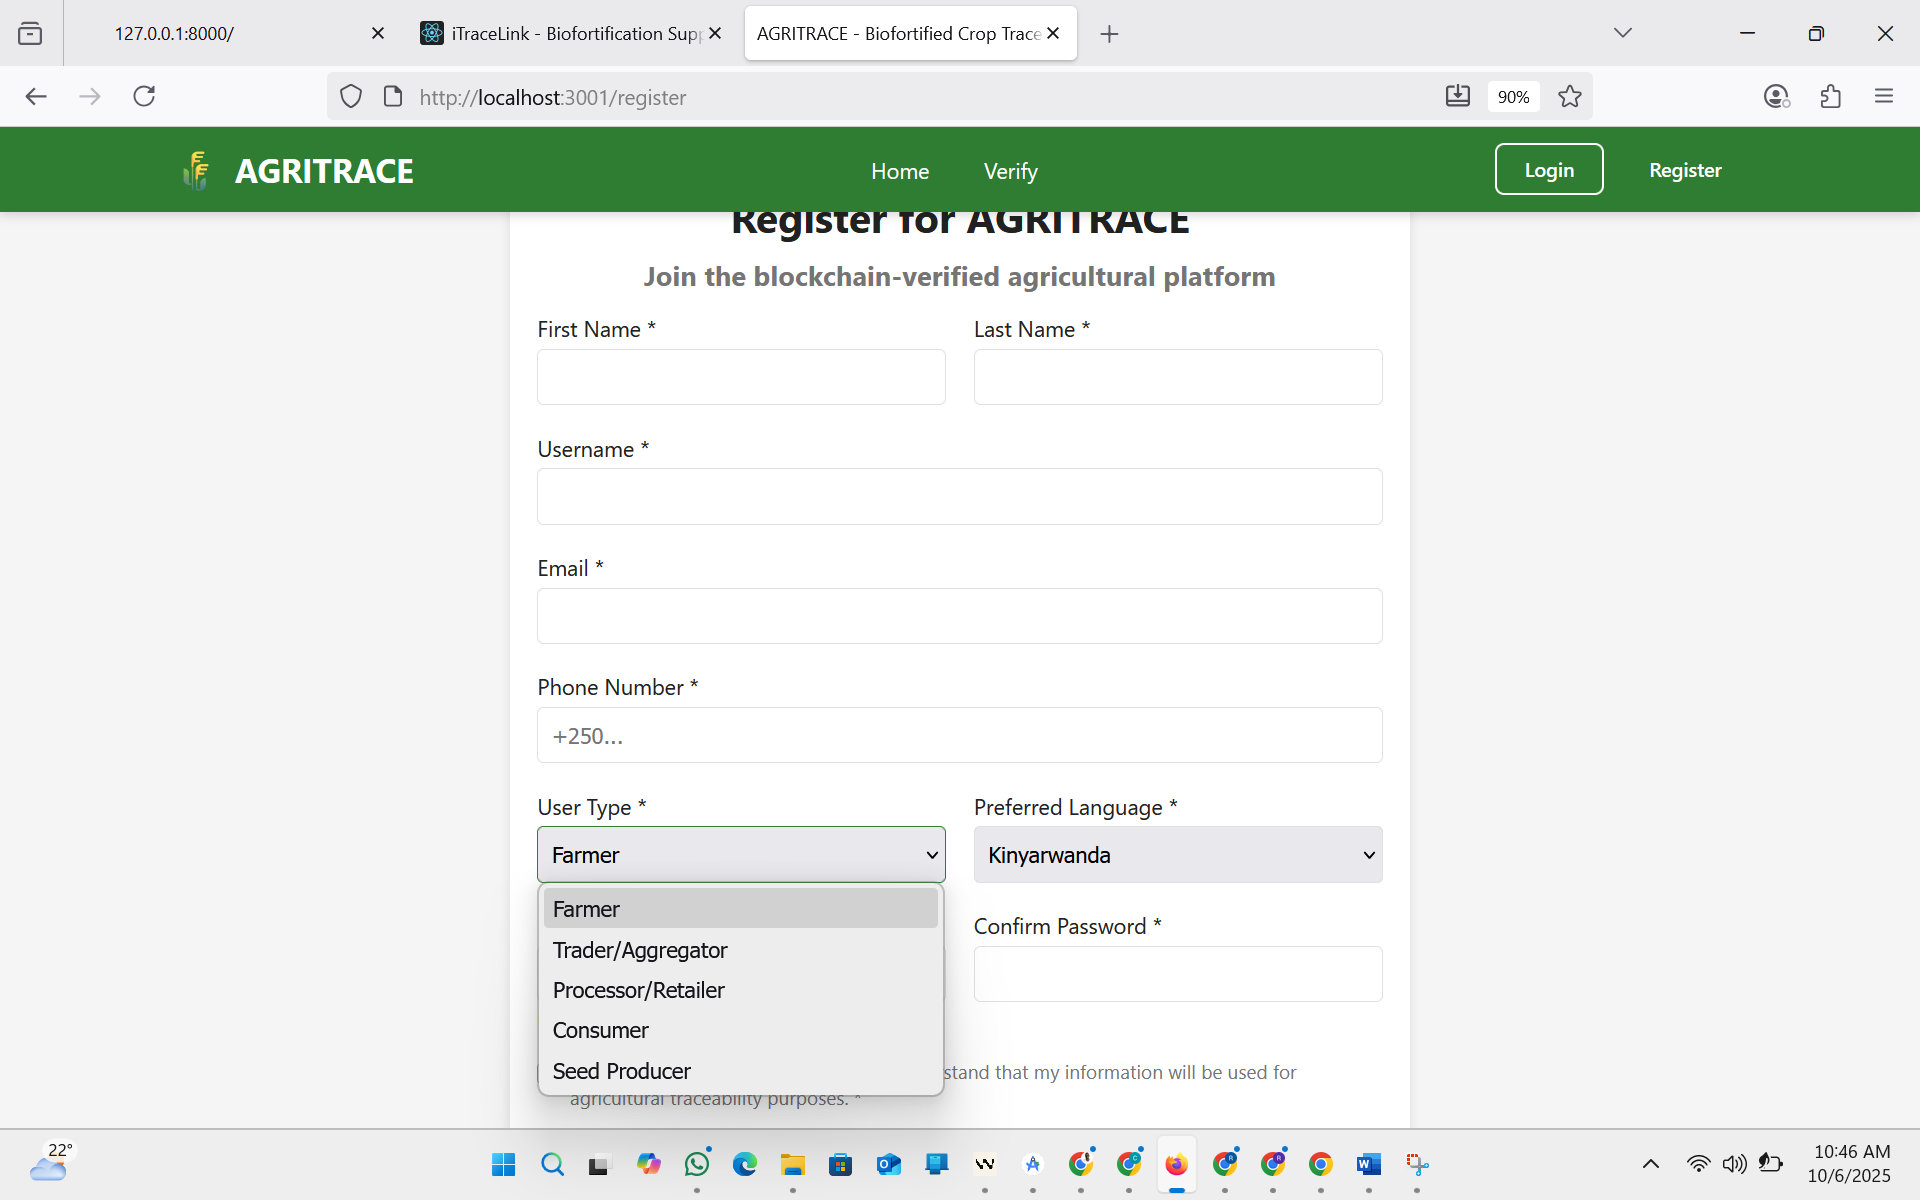 127.0.0.1:8000/
iTraceLink - Biofortification Supp
AGRITRACE - Biofortified Crop Trace
http://localhost:3001/register
90%
AGRITRACE
Home
Verify
Login
Register
Register for AGRITRACE
Join the blockchain-verified agricultural platform
First Name *
Last Name *
Username *
Email *
Phone Number *
+250...
User Type *
Preferred Language *
Farmer
Kinyarwanda
Farmer
Trader/Aggregator
Processor/Retailer
Consumer
Seed Producer
Confirm Password *
stand that my information will be used for
agricultural traceability purposes. *
22°
10:46 AM
10/6/2025